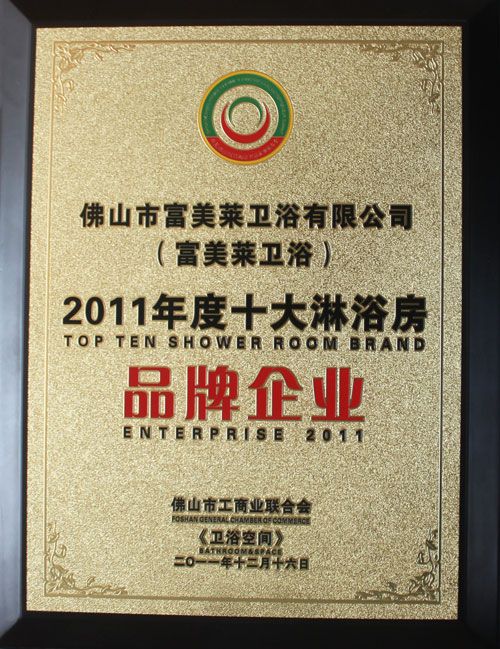 佛山市富美莱卫浴有限公司
（富美莱卫浴）
2011年度十大淋浴房
TOP TEN SHOWER ROOM BRAND
品牌企业
ENTERPRISE 2011
佛山市工商业联合会
FOSHAN GENERAL CHAMBER OF COMMERCE
《卫浴空间》
BATHROOM&SPACE
二〇一一年十二月十六日